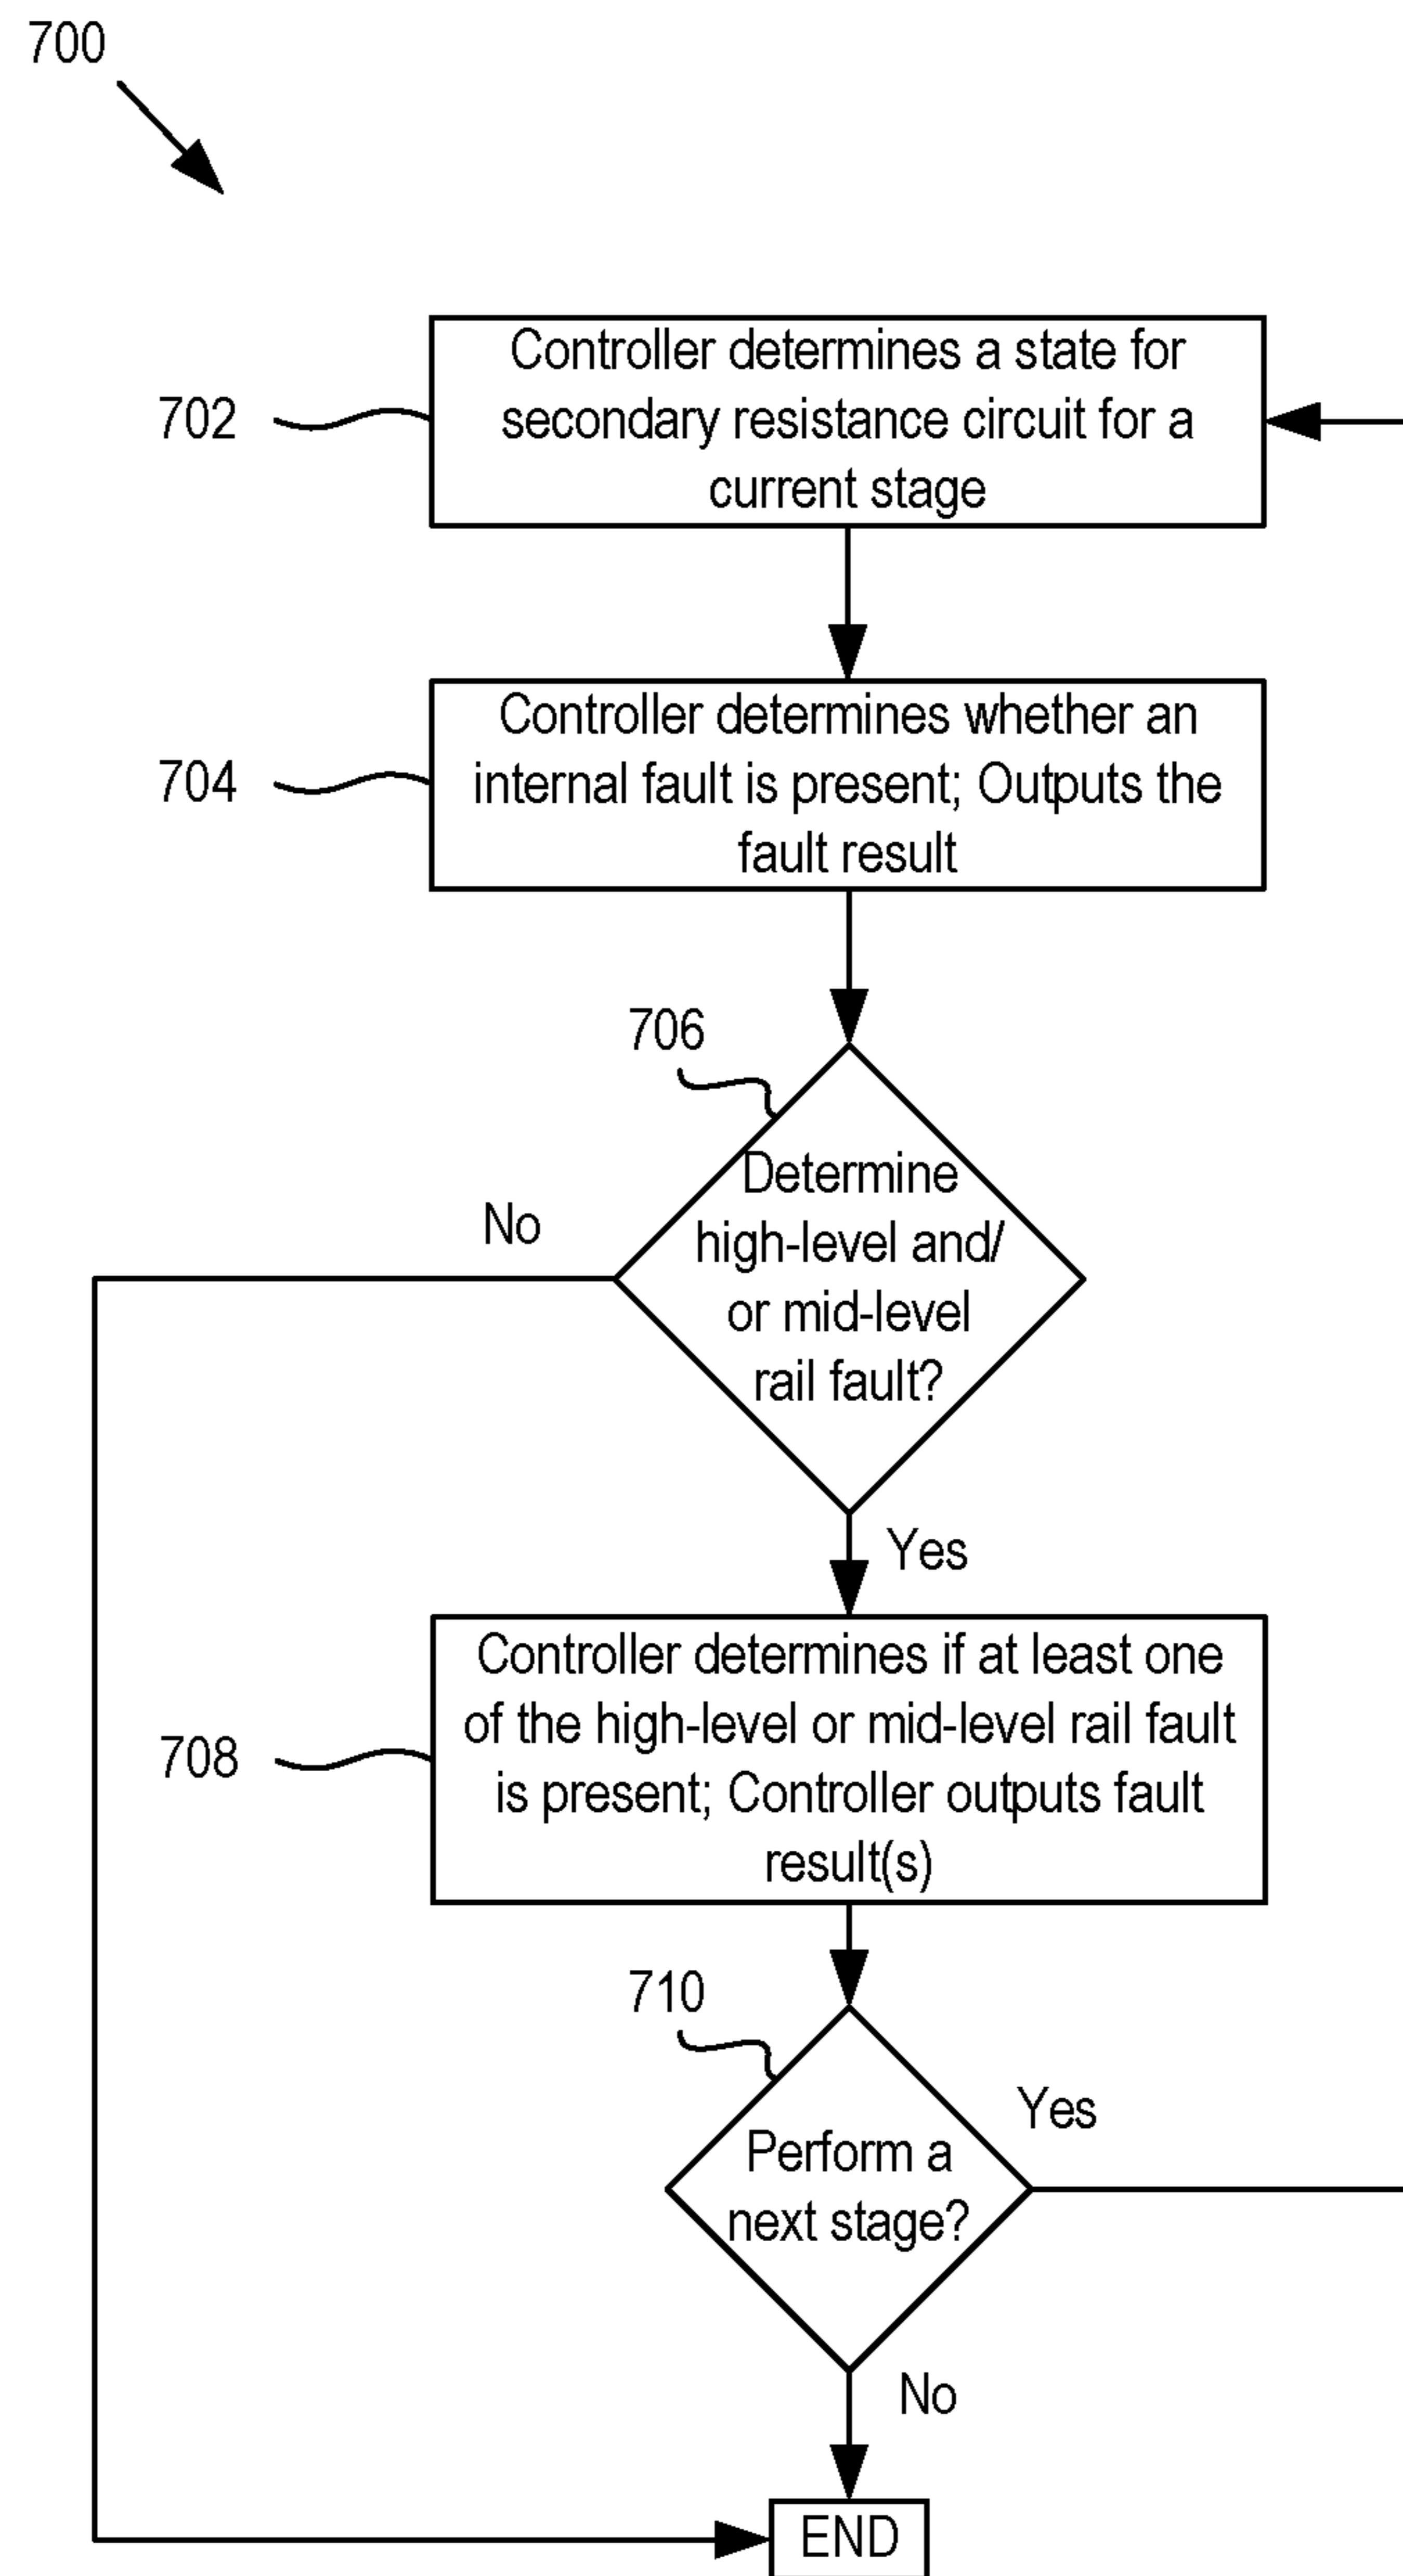 700
Controller determines a state for
702
secondary resistance circuit for a
current stage
Controller determines whether an
704
internal fault is present; Outputs the
fault result
706
Determine
No
high-level and/
or mid-level
rail fault?
Yes
Controller determines if at least one
of the high-level or mid-level rail fault
708
is present; Controller outputs fault
result(s)
710
Yes
Perform a
next stage?
No
END